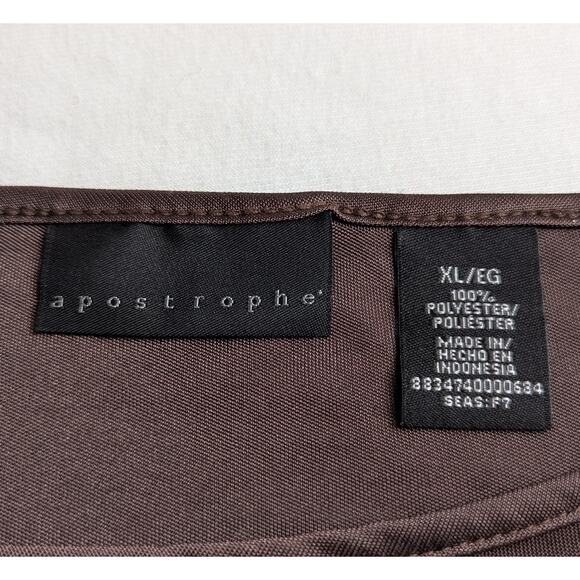 apostrophe
XL/EG
100%
POLYESTER/
POLIÉSTER
MADE IN/
HECHO EN
INDONESIA
8834740000684
SEAS:F7